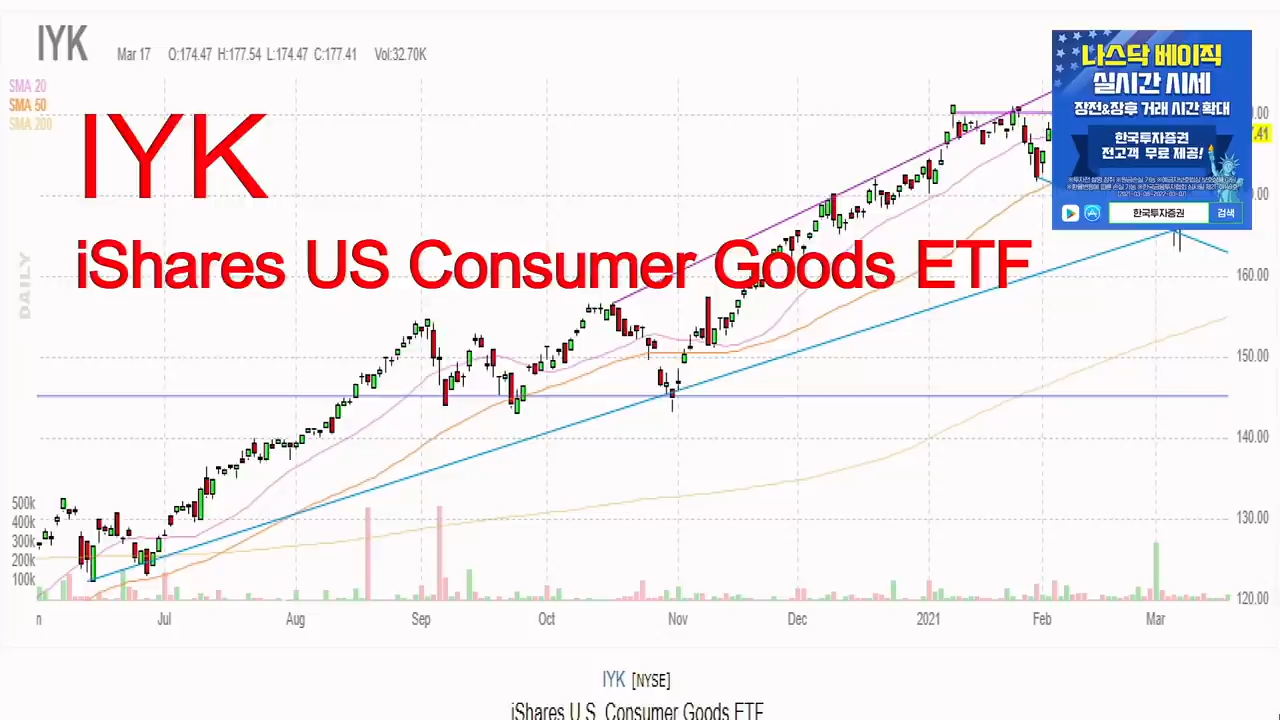 IYK
Mar 17 O:174.47 H:177.54 L:174.47 C:177.41 Vol:32.70K
SMA 20
SMA 50
SMA 200
IYK
iShares US Consumer Goods ETF
DAILY
나스닥 베이직
실시간 시세
장전&장후 거래 시간 확대
한국투자증권
전고객 무료 제공!
한국투자증권 검색
.41
160.00
150.00
140.00
130.00
120.00
500k
400k
300k
200k
100k
n Jul Aug Sep Oct Nov Dec 2021 Feb Mar
IYK [NYSE]
iShares U.S. Consumer Goods ETF